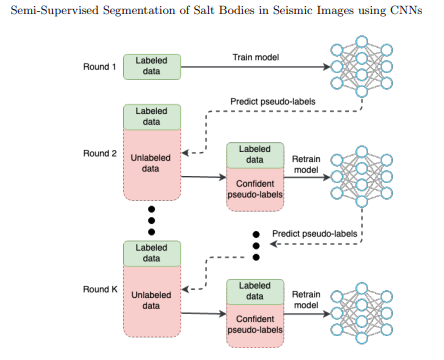 Semi-Supervised Segmentation of Salt Bodies in Seismic Images using CNNs
Round 1
Labeled
data
Train model
Predict pseudo-labels
Labeled
data
Round 2
Unlabeled
data
Labeled
data
Confident
pseudo-labels
Retrain
model
Predict pseudo-labels
Labeled
data
Round K
Unlabeled
data
Labeled
data
Confident
pseudo-labels
Retrain
model